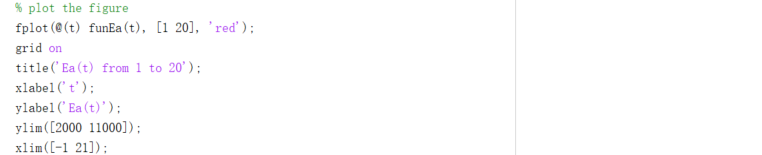 % plot the figure
fplot(@(t) funEa(t), [1 20], 'red');
grid on
title('Ea(t) from 1 to 20');
xlabel('t');
ylabel('Ea(t)');
ylim([2000 11000]);
xlim([-1 21]);